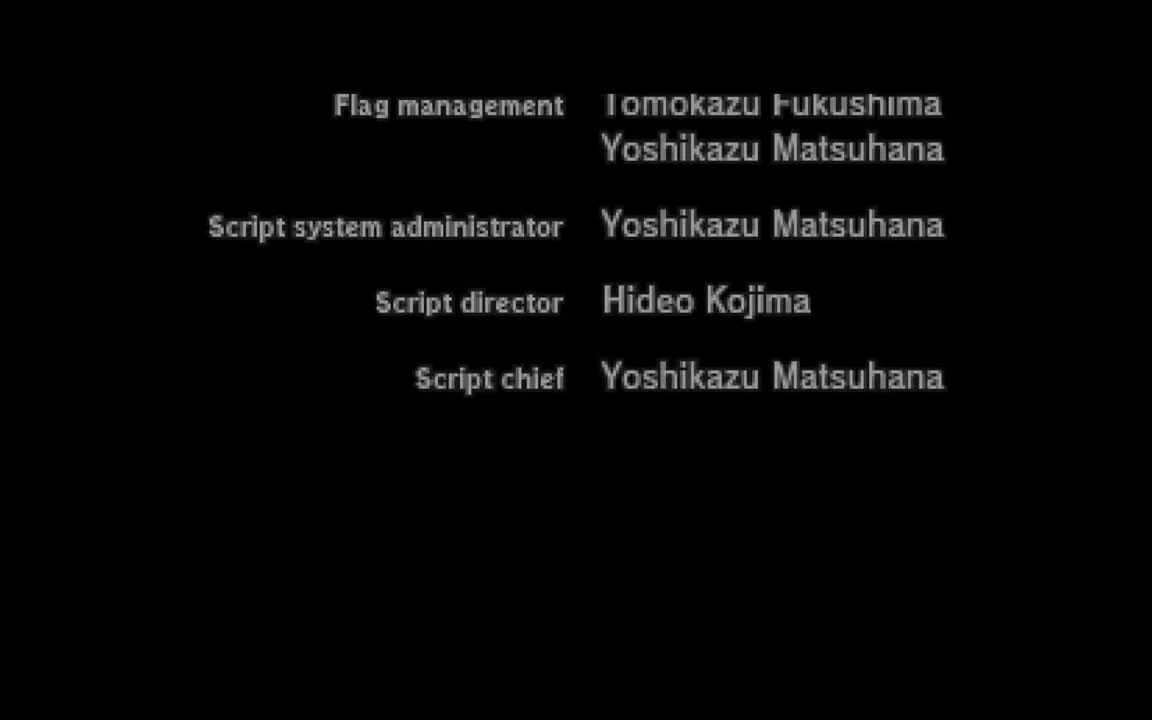 Flag management Tomokazu Fukushima
Yoshikazu Matsuhana
Script system administrator Yoshikazu Matsuhana
Script director Hideo Kojima
Script chief Yoshikazu Matsuhana